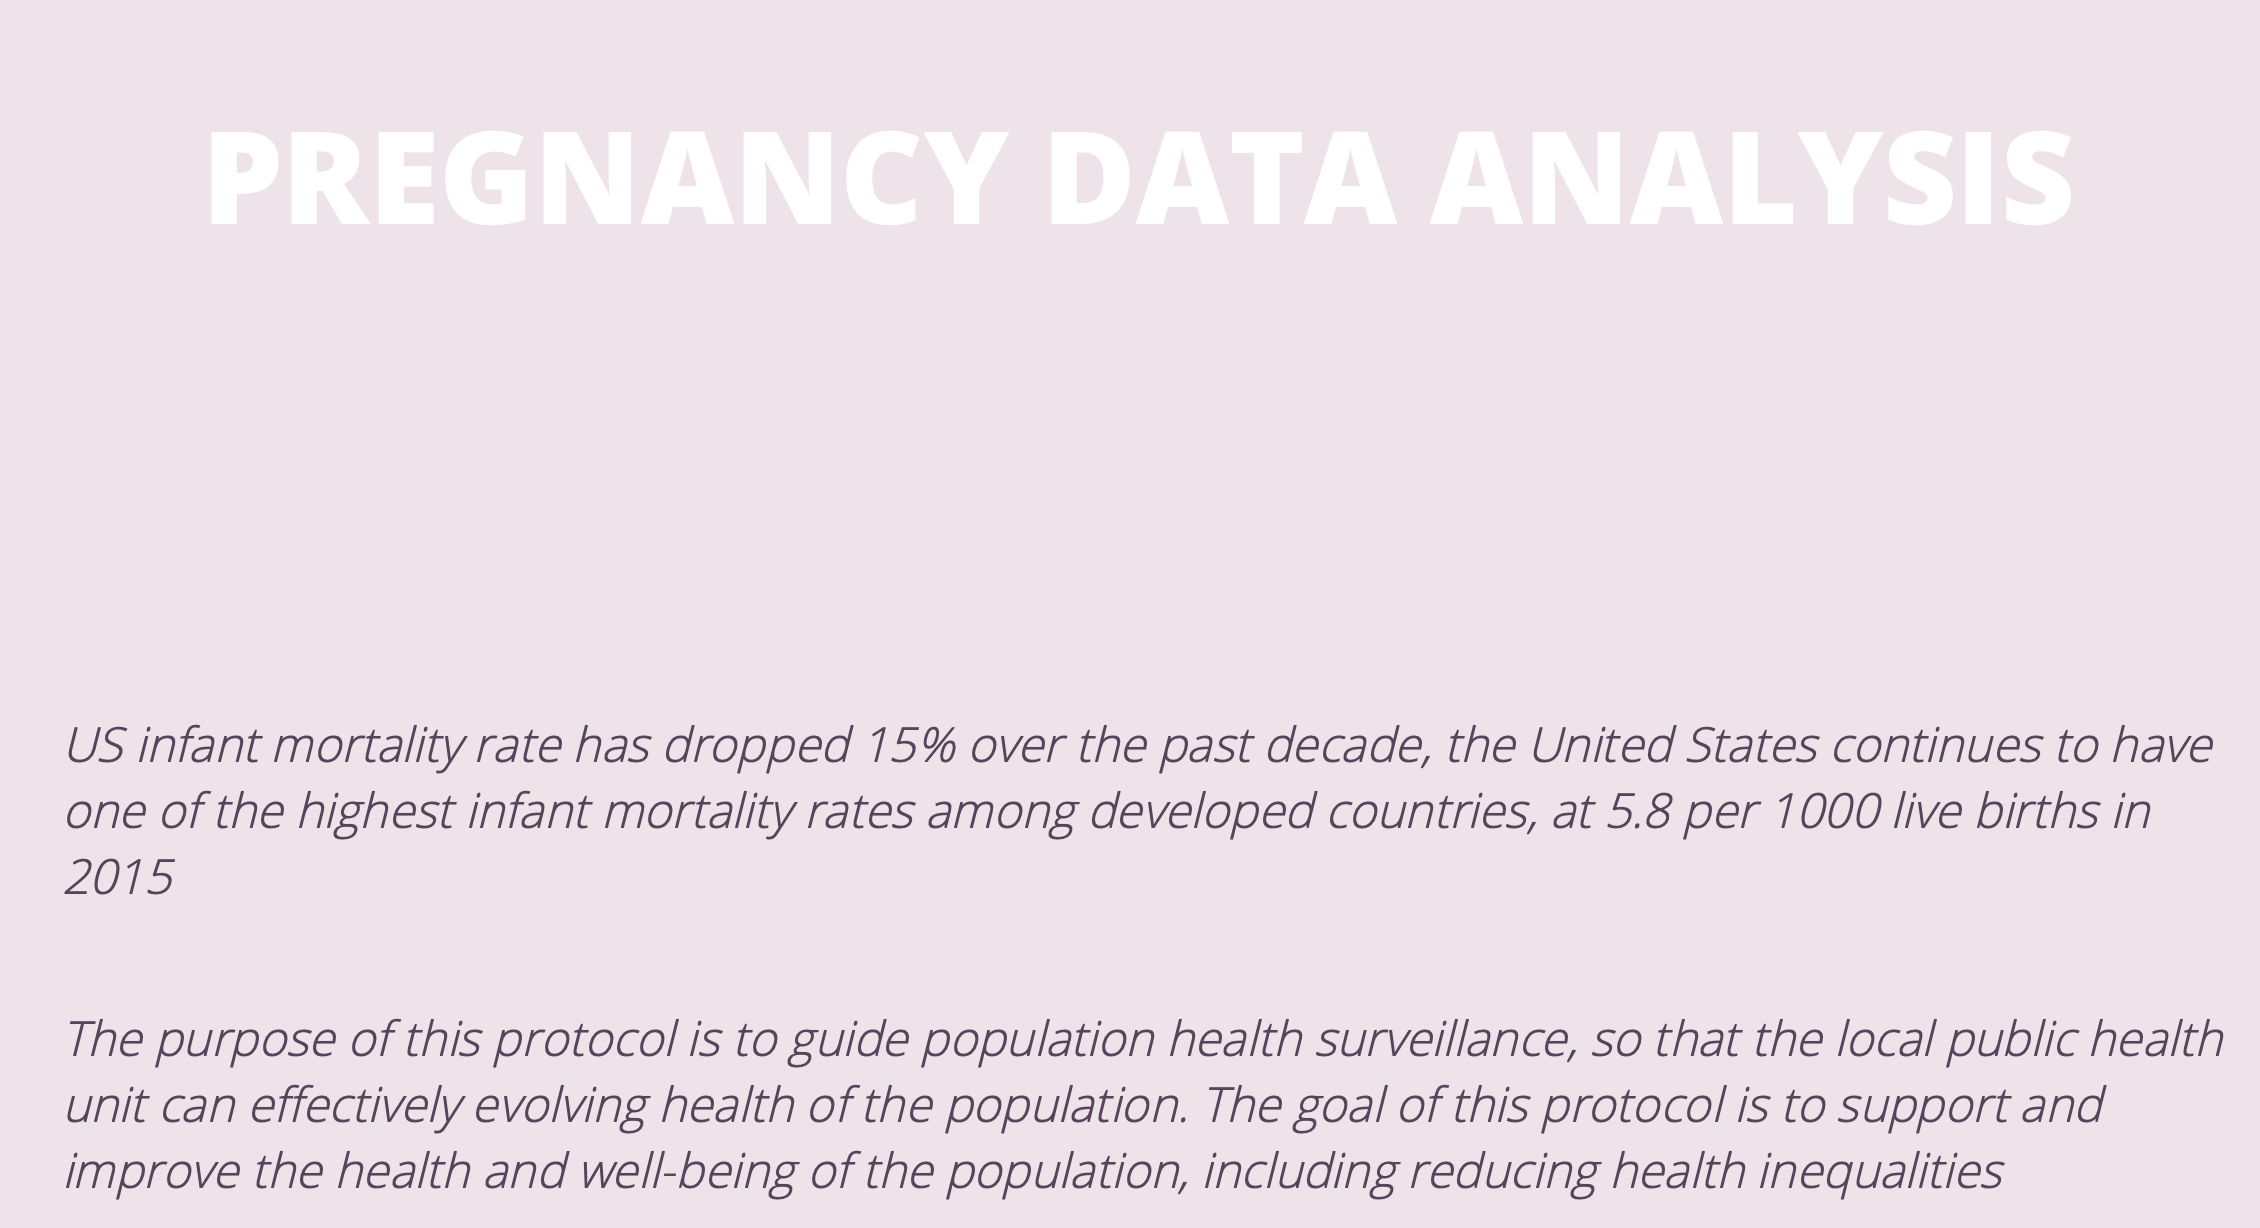 PREGNANCY DATA ANALYSIS
US infant mortality rate has dropped 15% over the past decade, the United States continues to have
one of the highest infant mortality rates among developed countries, at 5.8 per 1000 live births in
2015
The purpose of this protocol is to guide population health surveillance, so that the local public health
unit can effectively evolving health of the population. The goal of this protocol is to support and
improve the health and well-being of the population, including reducing health inequalities